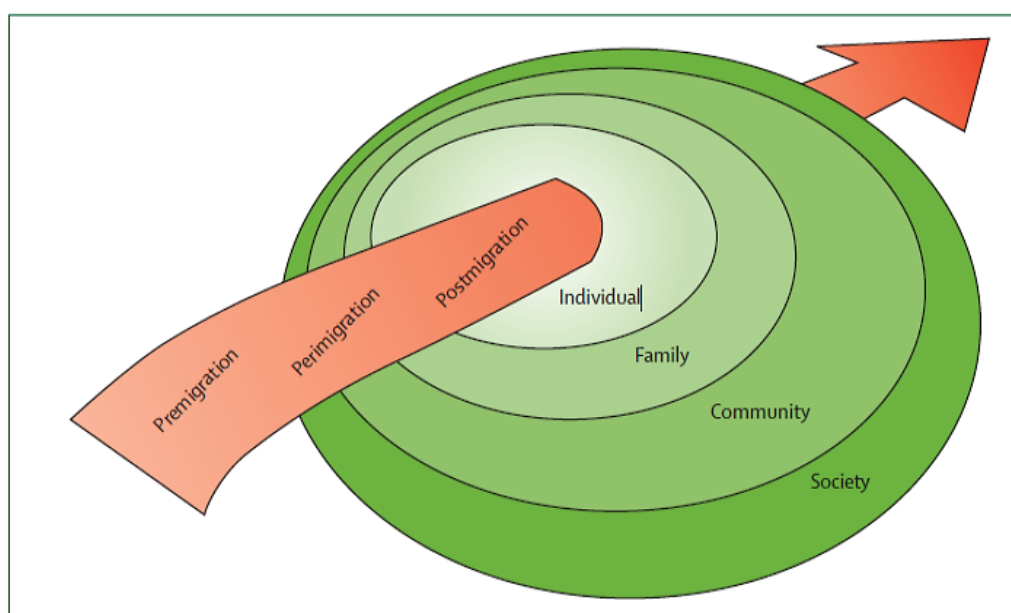 Premigration
Perimigration
Postmigration
Individual
Family
Community
Society